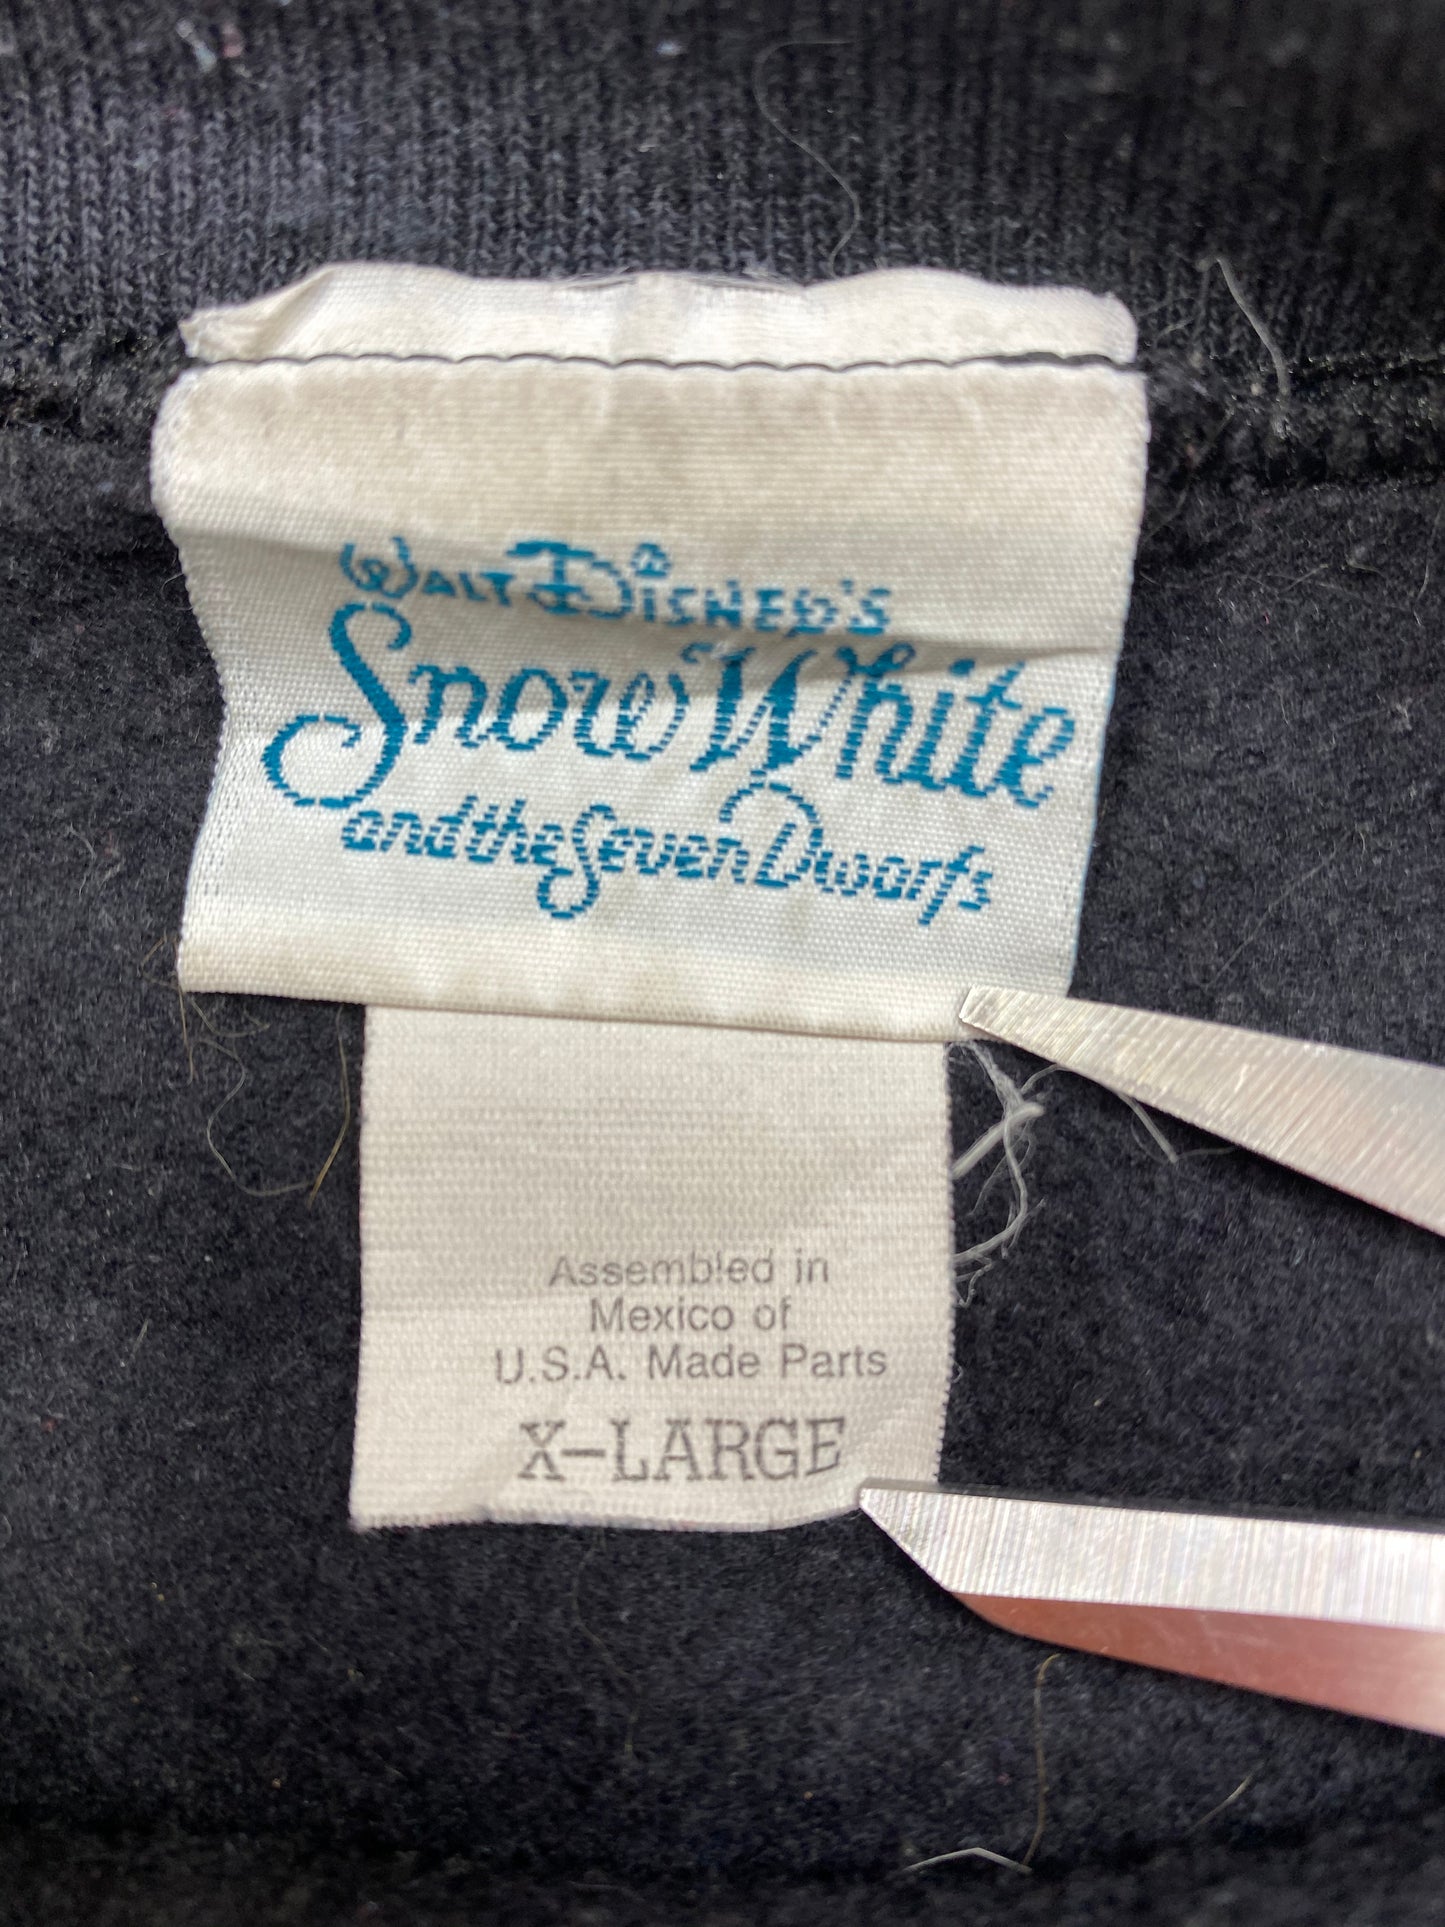 Walt Disney's
Snow White
and the Seven Dwarfs
Assembled in
Mexico of
U.S.A. Made Parts
X-LARGE